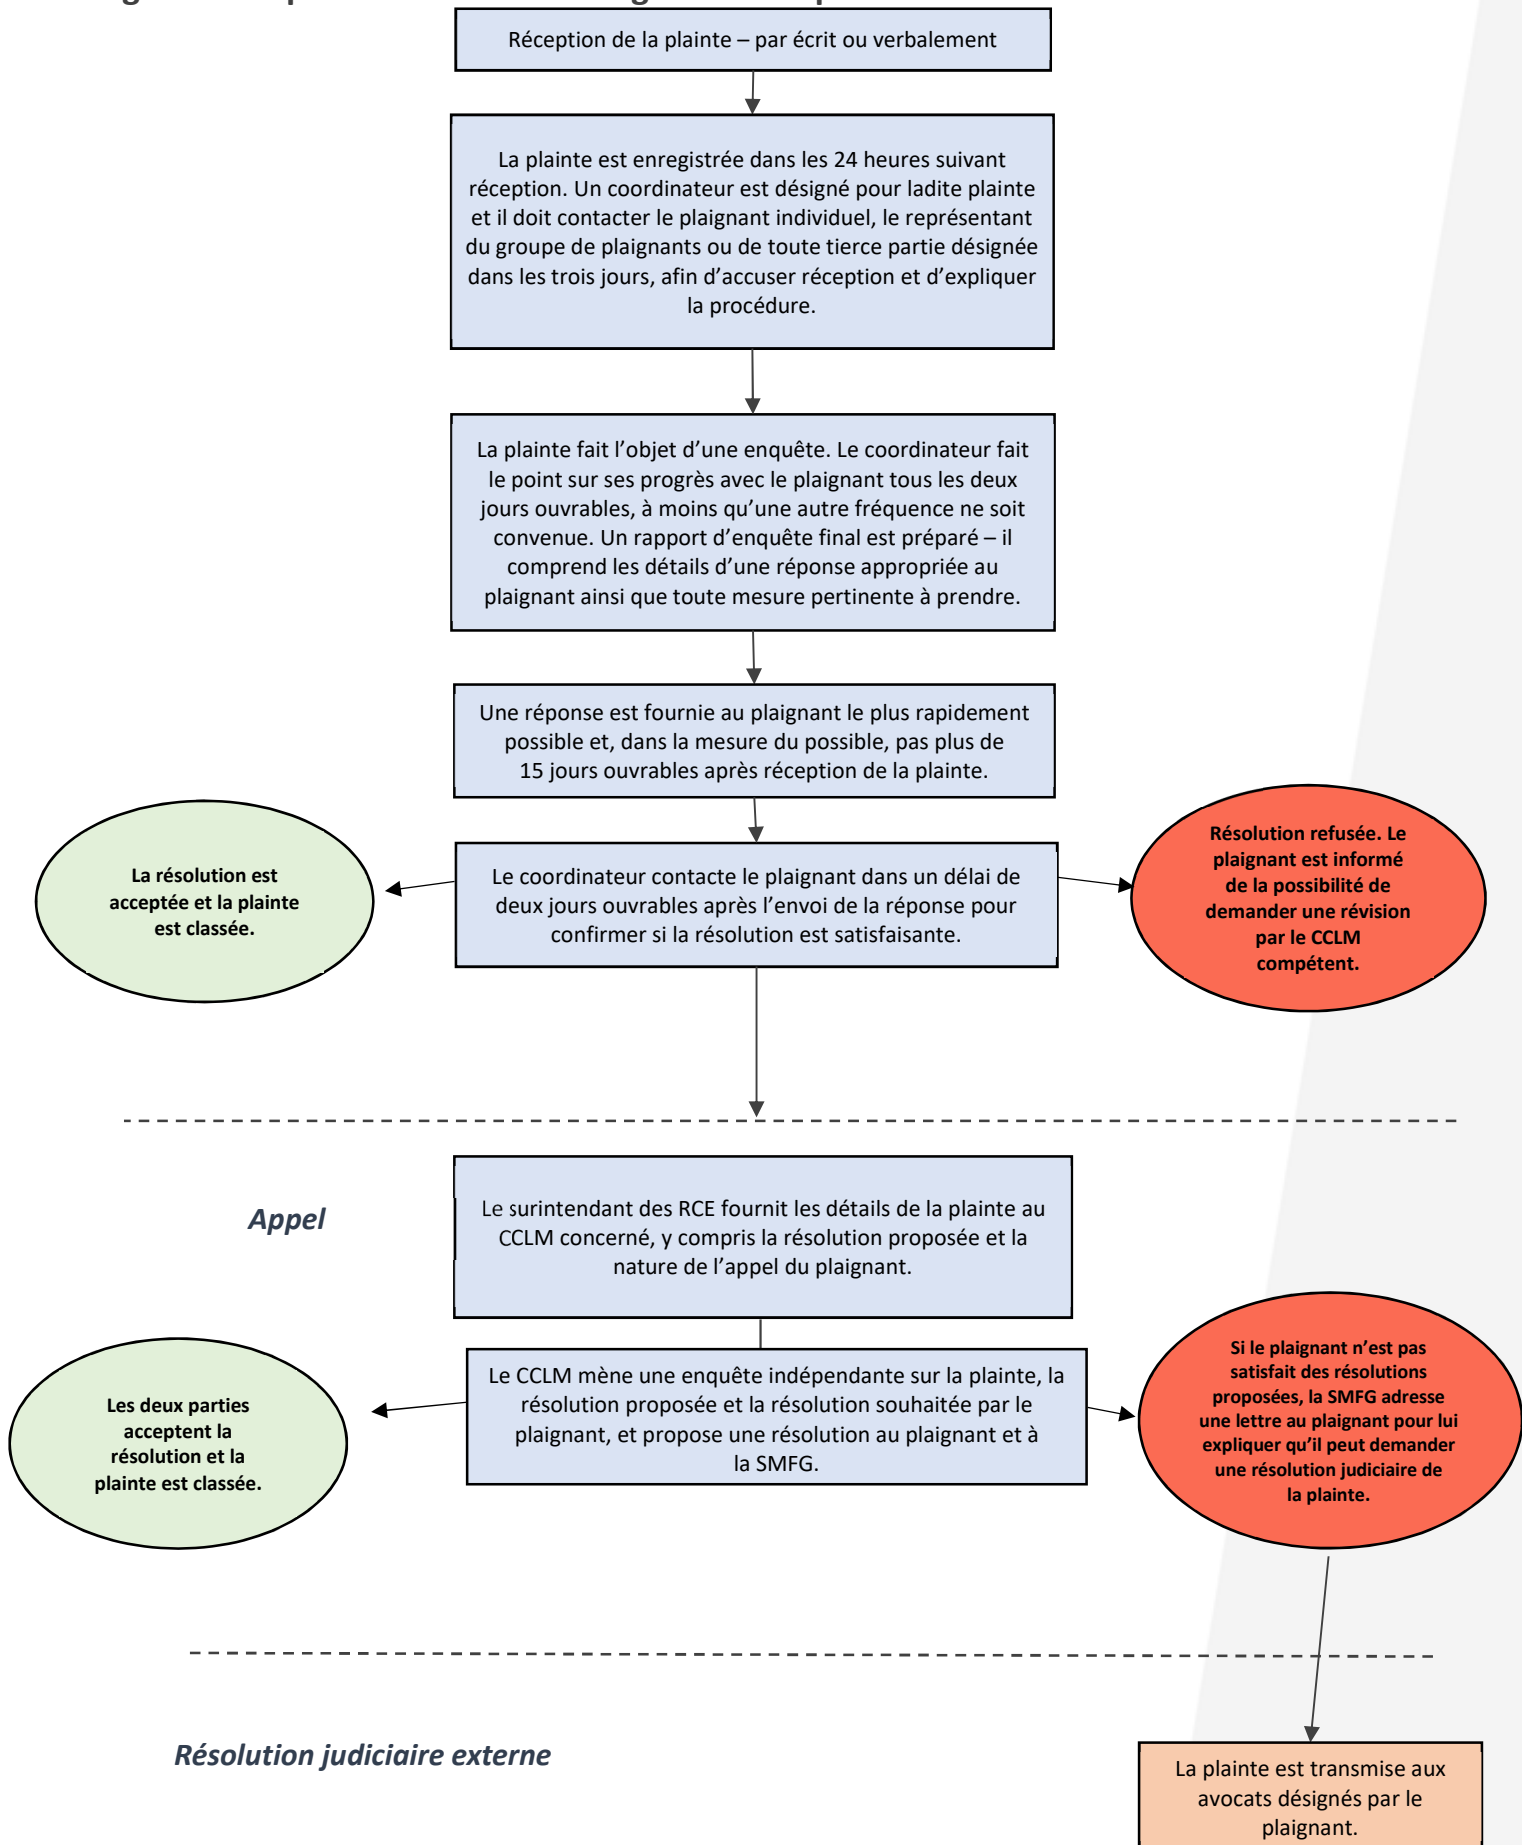 Réception de la plainte – par écrit ou verbalement
La plainte est enregistrée dans les 24 heures suivant
réception. Un coordinateur est désigné pour ladite plainte
et il doit contacter le plaignant individuel, le représentant
du groupe de plaignants ou de toute tierce partie désignée
dans les trois jours, afin d’accuser réception et d’expliquer
la procédure.
La plainte fait l’objet d’une enquête. Le coordinateur fait
le point sur ses progrès avec le plaignant tous les deux
jours ouvrables, à moins qu’une autre fréquence ne soit
convenue. Un rapport d’enquête final est préparé – il
comprend les détails d’une réponse appropriée au
plaignant ainsi que toute mesure pertinente à prendre.
Une réponse est fournie au plaignant le plus rapidement
possible et, dans la mesure du possible, pas plus de
15 jours ouvrables après réception de la plainte.
La résolution est
acceptée et la plainte
est classée.
Le coordinateur contacte le plaignant dans un délai de
deux jours ouvrables après l’envoi de la réponse pour
confirmer si la résolution est satisfaisante.
Résolution refusée. Le
plaignant est informé
de la possibilité de
demander une révision
par le CCLM
compétent.
Appel
Le surintendant des RCE fournit les détails de la plainte au
CCLM concerné, y compris la résolution proposée et la
nature de l’appel du plaignant.
Les deux parties
acceptent la
résolution et la
plainte est classée.
Le CCLM mène une enquête indépendante sur la plainte, la
résolution proposée et la résolution souhaitée par le
plaignant, et propose une résolution au plaignant et à
la SMFG.
Si le plaignant n’est pas
satisfait des résolutions
proposées, la SMFG adresse
une lettre au plaignant pour lui
expliquer qu’il peut demander
une résolution judiciaire de
la plainte.
Résolution judiciaire externe
La plainte est transmise aux
avocats désignés par le
plaignant.